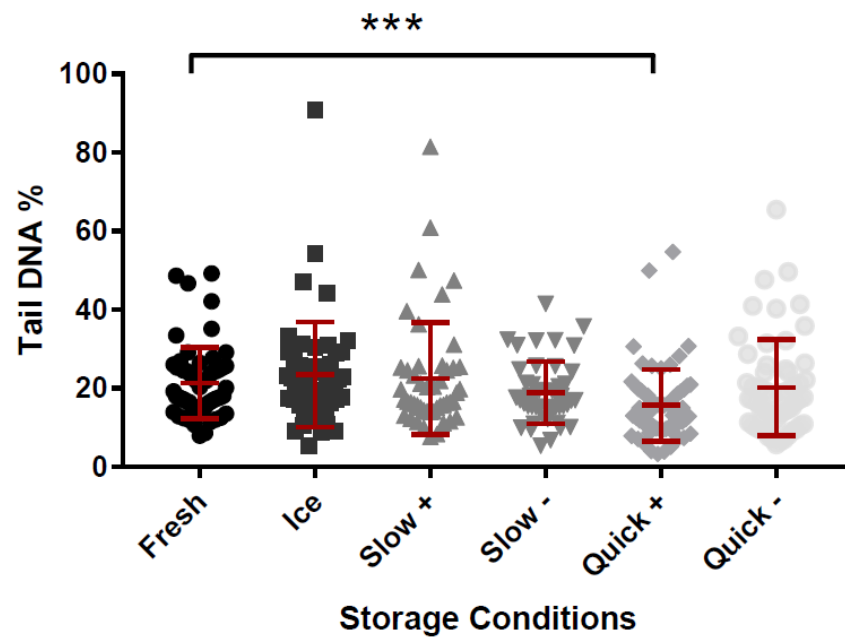 ***
100
80
60
40
20
0
Tail DNA %
Fresh
Ice
Slow +
Slow -
Quick +
Quick -
Storage Conditions